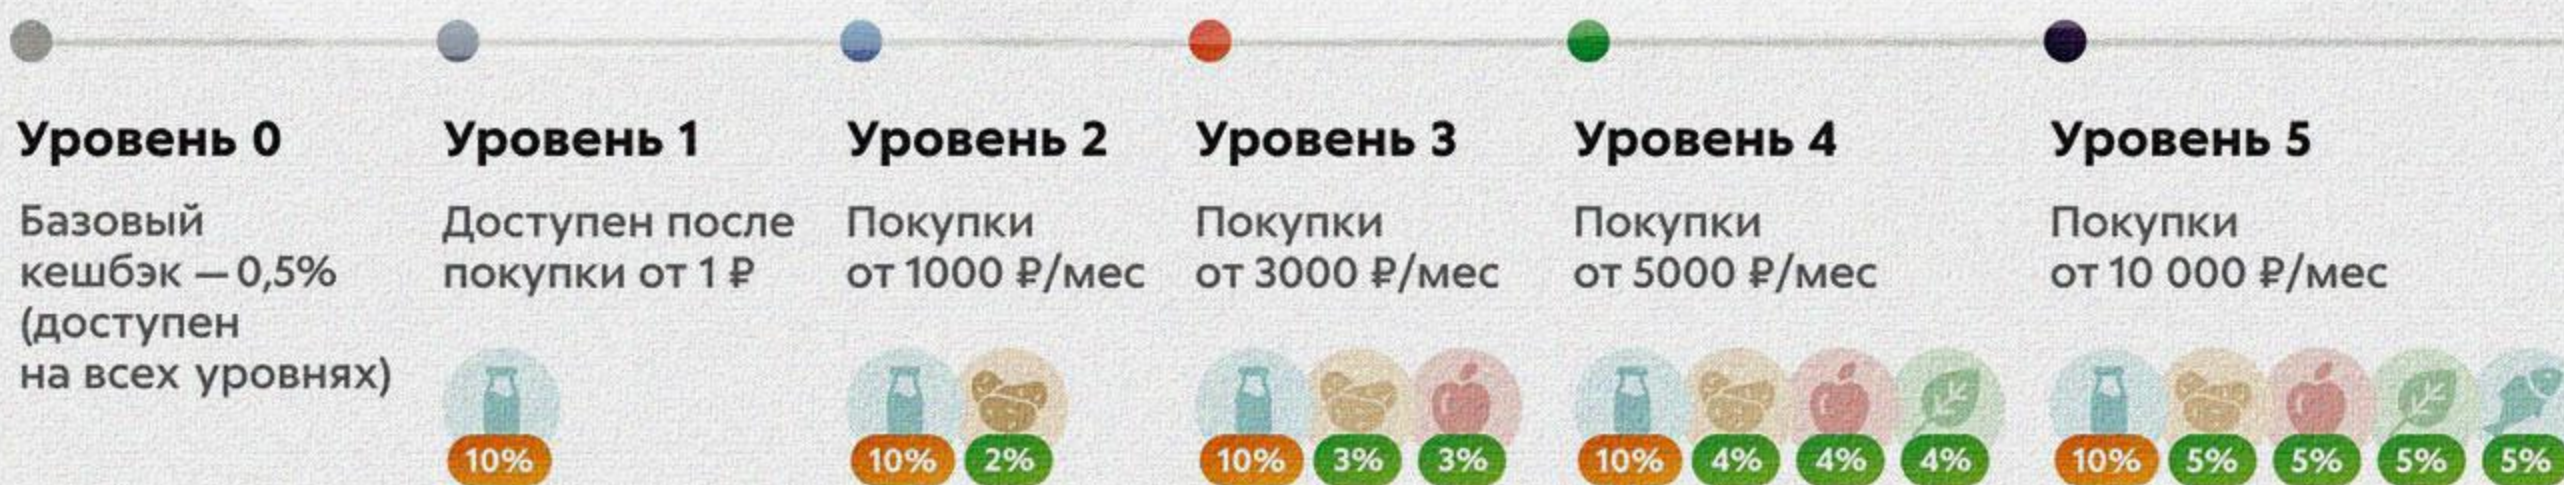 Уровень 0
Базовый
кешбэк — 0,5%
(доступен
на всех уровнях)
Уровень 1
Доступен после
покупки от 1 ₽
10%
Уровень 2
Покупки
от 1000 ₽/мес
10% 2%
Уровень 3
Покупки
от 3000 ₽/мес
10% 3% 3%
Уровень 4
Покупки
от 5000 ₽/мес
10% 4% 4% 4%
Уровень 5
Покупки
от 10 000 ₽/мес
10% 5% 5% 5% 5%